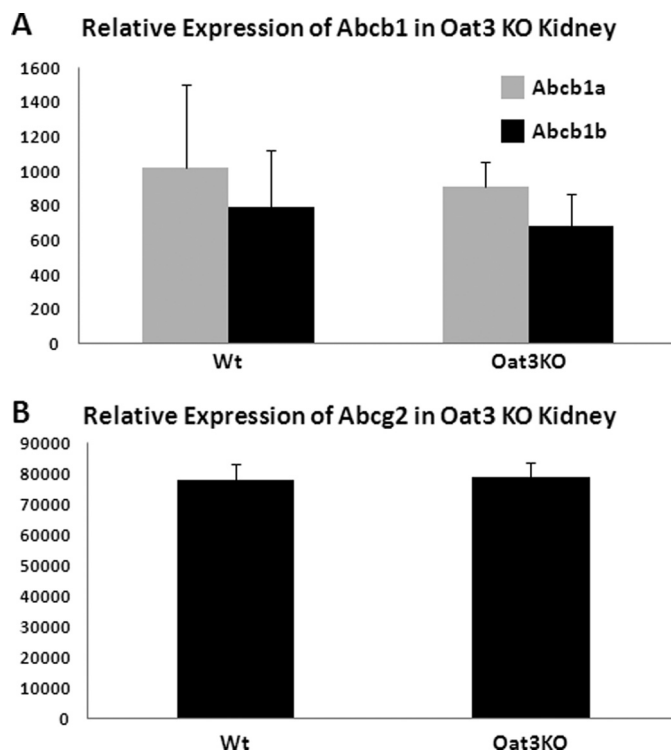 A
Relative Expression of Abcb1 in Oat3 KO Kidney
1600
1400
1200
1000
800
600
400
200
0
Abcb1a
Abcb1b
Wt
Oat3KO
B
Relative Expression of Abcg2 in Oat3 KO Kidney
90000
80000
70000
60000
50000
40000
30000
20000
10000
0
Wt
Oat3KO